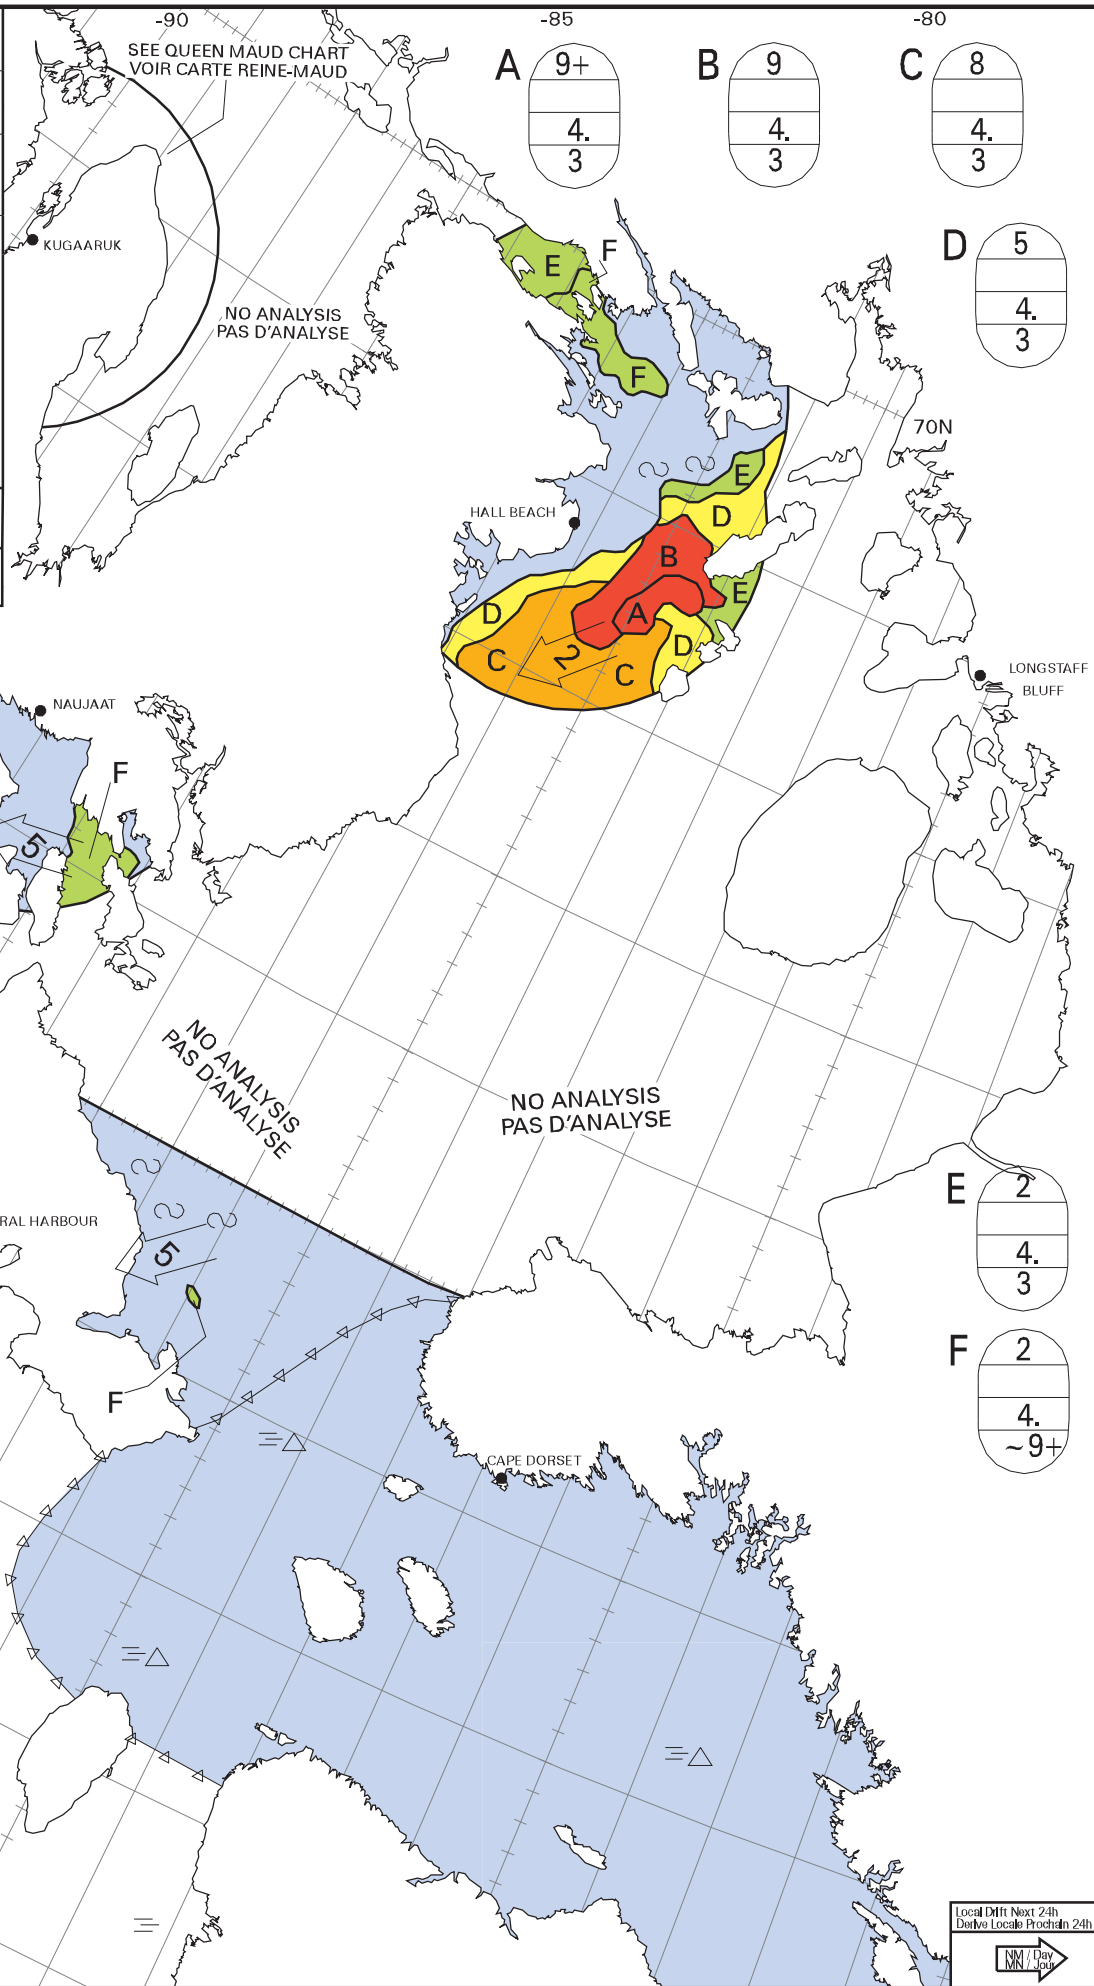 -90
-85
-80
SEE QUEEN MAUD CHART
VOIR CARTE REINE-MAUD
A
9+
4.
3
B
9
4.
3
C
8
4.
3
D
5
4.
3
KUGAARUK
NO ANALYSIS
PAS D'ANALYSE
E
F
F
70N
E
D
HALL BEACH
B
E
A
D
D
C
2
C
LONGSTAFF
BLUFF
NAUJAAT
F
5
NO ANALYSIS
PAS D'ANALYSE
NO ANALYSIS
PAS D'ANALYSE
E
2
4.
3
RAL HARBOUR
5
F
2
4.
~9+
F
CAPE DORSET
Local Drift Next 24h
Derive Locale Prochain 24h
NM / Day
MN / Jour